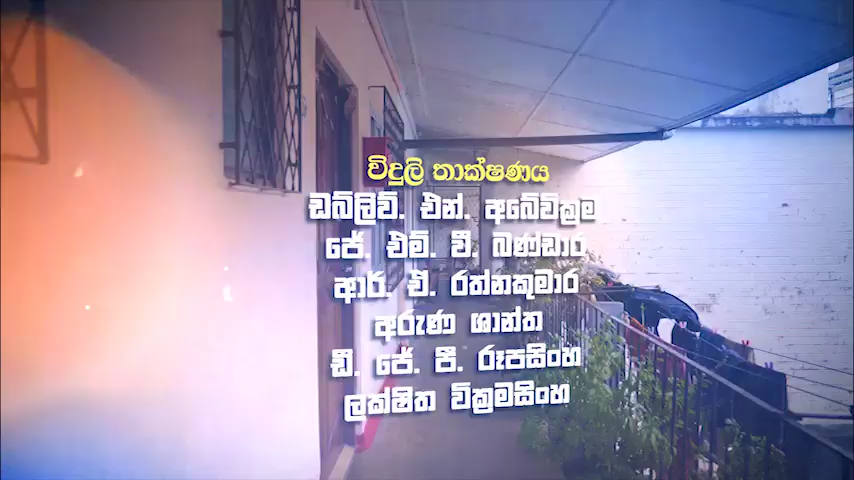 විදුලි තාක්ෂණය
ඩබ්ලිව්. එන්. අබේවික්‍රම
ජේ. එම්. වී. බණ්ඩාර
ආර්. ඒ. රත්නකුමාර
අරුණ ශාන්ත
ඩී. ජේ. පී. රූපසිංහ
ලක්ෂිත වික්‍රමසිංහ